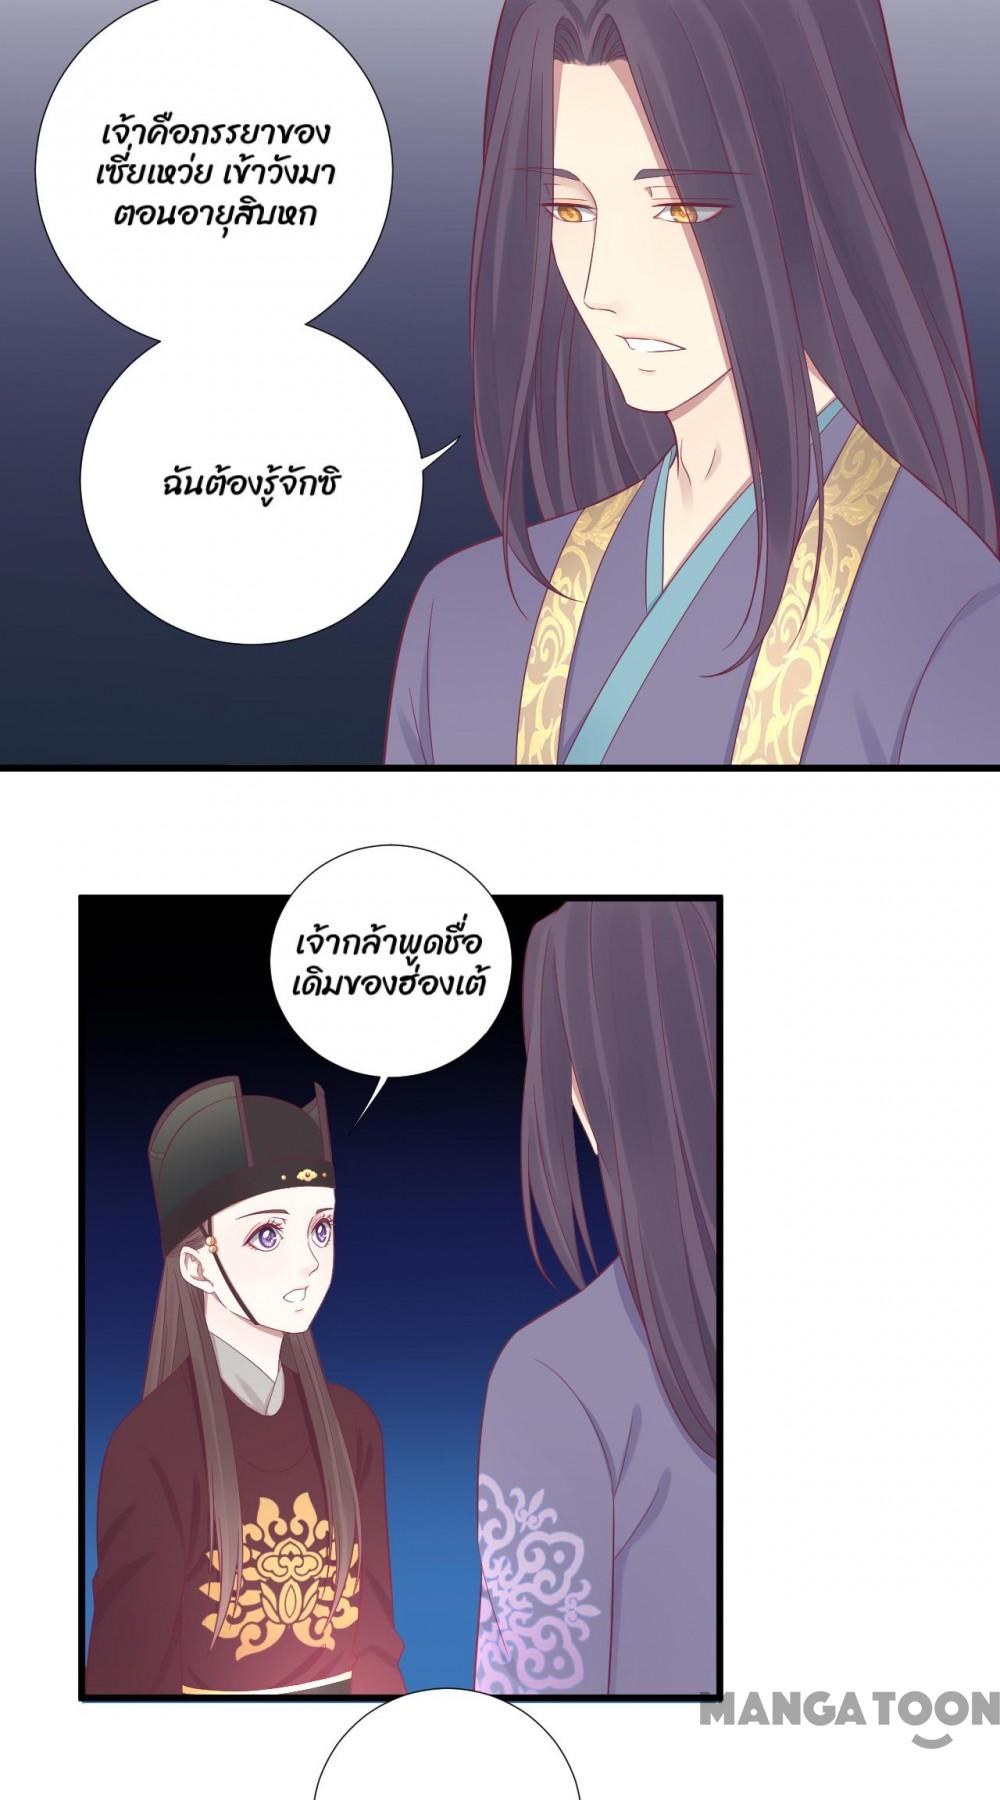 เจ้าคือภรรยาของ
เซี่ยเหว่ย เข้าวังมา
ตอนอายุสิบหก
ฉันต้องรู้จักซิ
เจ้ากล้าพูดชื่อ
เดิมของฮ่องเต้
MANGATOON